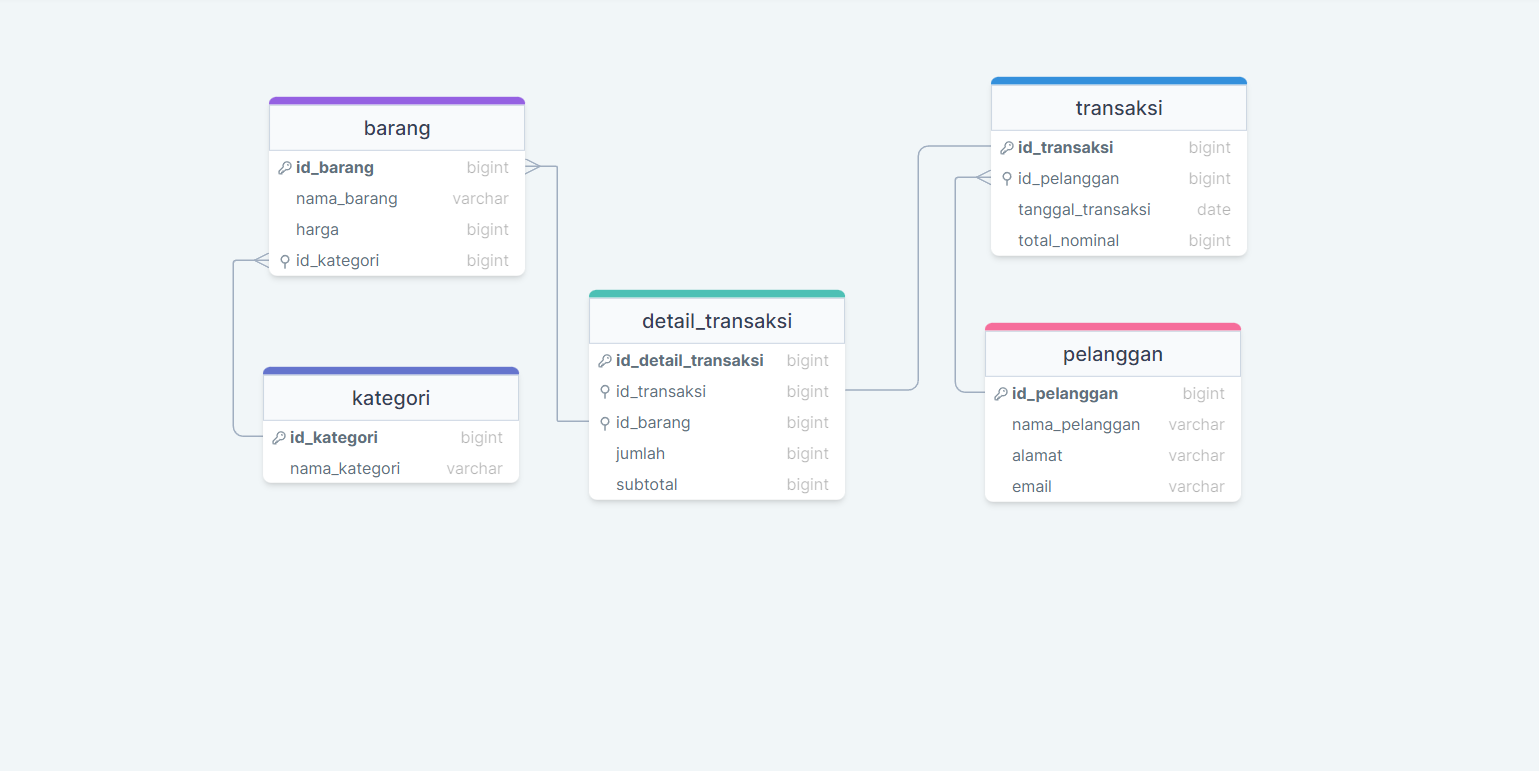 barang
id_barang bigint
nama_barang varchar
harga bigint
id_kategori bigint
kategori
id_kategori bigint
nama_kategori varchar
detail_transaksi
id_detail_transaksi bigint
id_transaksi bigint
id_barang bigint
jumlah bigint
subtotal bigint
transaksi
id_transaksi bigint
id_pelanggan bigint
tanggal_transaksi date
total_nominal bigint
pelanggan
id_pelanggan bigint
nama_pelanggan varchar
alamat varchar
email varchar